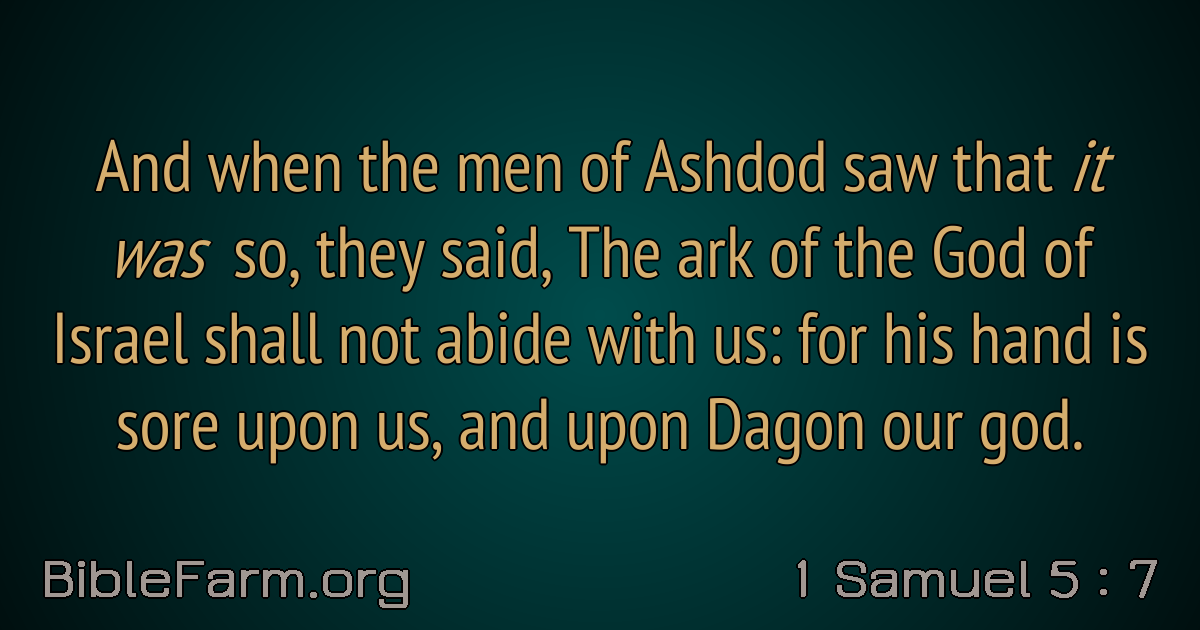 And when the men of Ashdod saw that it
was so, they said, The ark of the God of
Israel shall not abide with us: for his hand is
sore upon us, and upon Dagon our god.
BibleFarm.org
1 Samuel 5 : 7